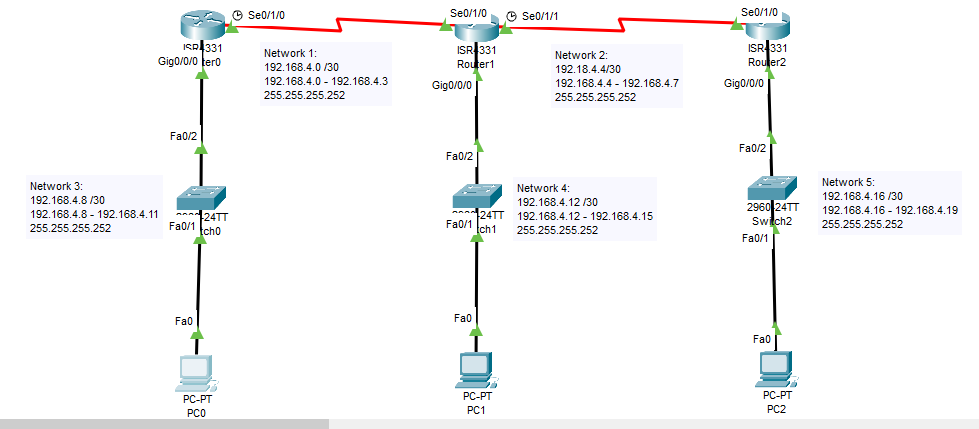 Se0/1/0
Se0/1/0
Se0/1/1
Se0/1/0
ISR4331
Gig0/0/0
Network 1:
192.168.4.0 /30
192.168.4.0 - 192.168.4.3
255.255.255.252
ISR4331
Router1
Gig0/0/0
Network 2:
192.18.4.4/30
192.168.4.4 - 192.168.4.7
255.255.255.252
ISR4331
Router2
Gig0/0/0
Fa0/2
Fa0/2
Fa0/2
Network 3:
192.168.4.8 /30
192.168.4.8 - 192.168.4.11
255.255.255.252
Fa0/1
Network 4:
192.168.4.12 /30
192.168.4.12 - 192.168.4.15
255.255.255.252
Fa0/1
2960-24TT
Switch2
Fa0/1
Network 5:
192.168.4.16 /30
192.168.4.16 - 192.168.4.19
255.255.255.252
Fa0
Fa0
Fa0
PC-PT
PC0
PC-PT
PC1
PC-PT
PC2